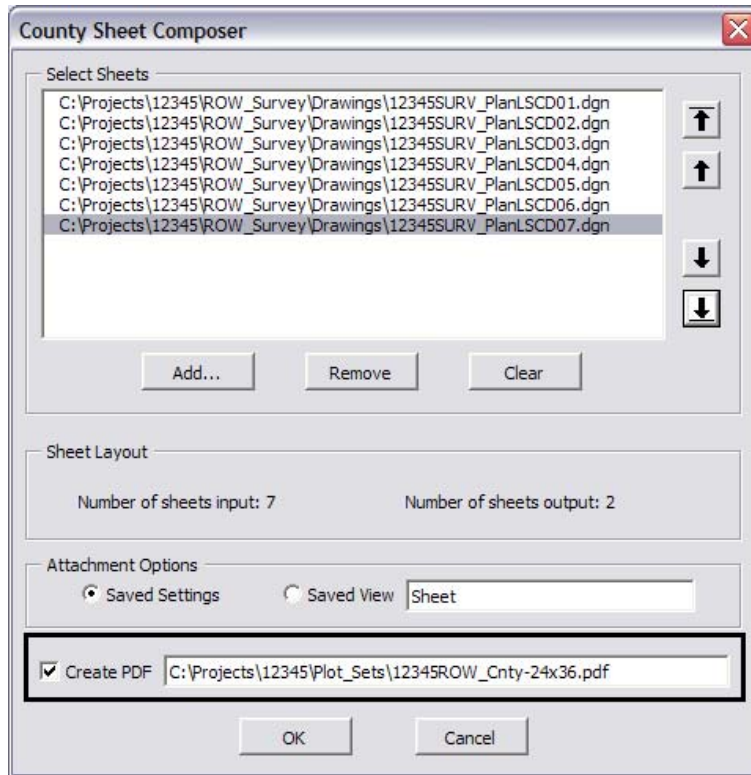 County Sheet Composer
Select Sheets
C:\Projects\12345\ROW_Survey\Drawings\12345SURV_PlanLSCD01.dgn
C:\Projects\12345\ROW_Survey\Drawings\12345SURV_PlanLSCD02.dgn
C:\Projects\12345\ROW_Survey\Drawings\12345SURV_PlanLSCD03.dgn
C:\Projects\12345\ROW_Survey\Drawings\12345SURV_PlanLSCD04.dgn
C:\Projects\12345\ROW_Survey\Drawings\12345SURV_PlanLSCD05.dgn
C:\Projects\12345\ROW_Survey\Drawings\12345SURV_PlanLSCD06.dgn
C:\Projects\12345\ROW_Survey\Drawings\12345SURV_PlanLSCD07.dgn
Add... Remove Clear
Sheet Layout
Number of sheets input: 7 Number of sheets output: 2
Attachment Options
Saved Settings Saved View Sheet
Create PDF C:\Projects\12345\Plot_Sets\12345ROW_Cnty-24x36.pdf
OK Cancel